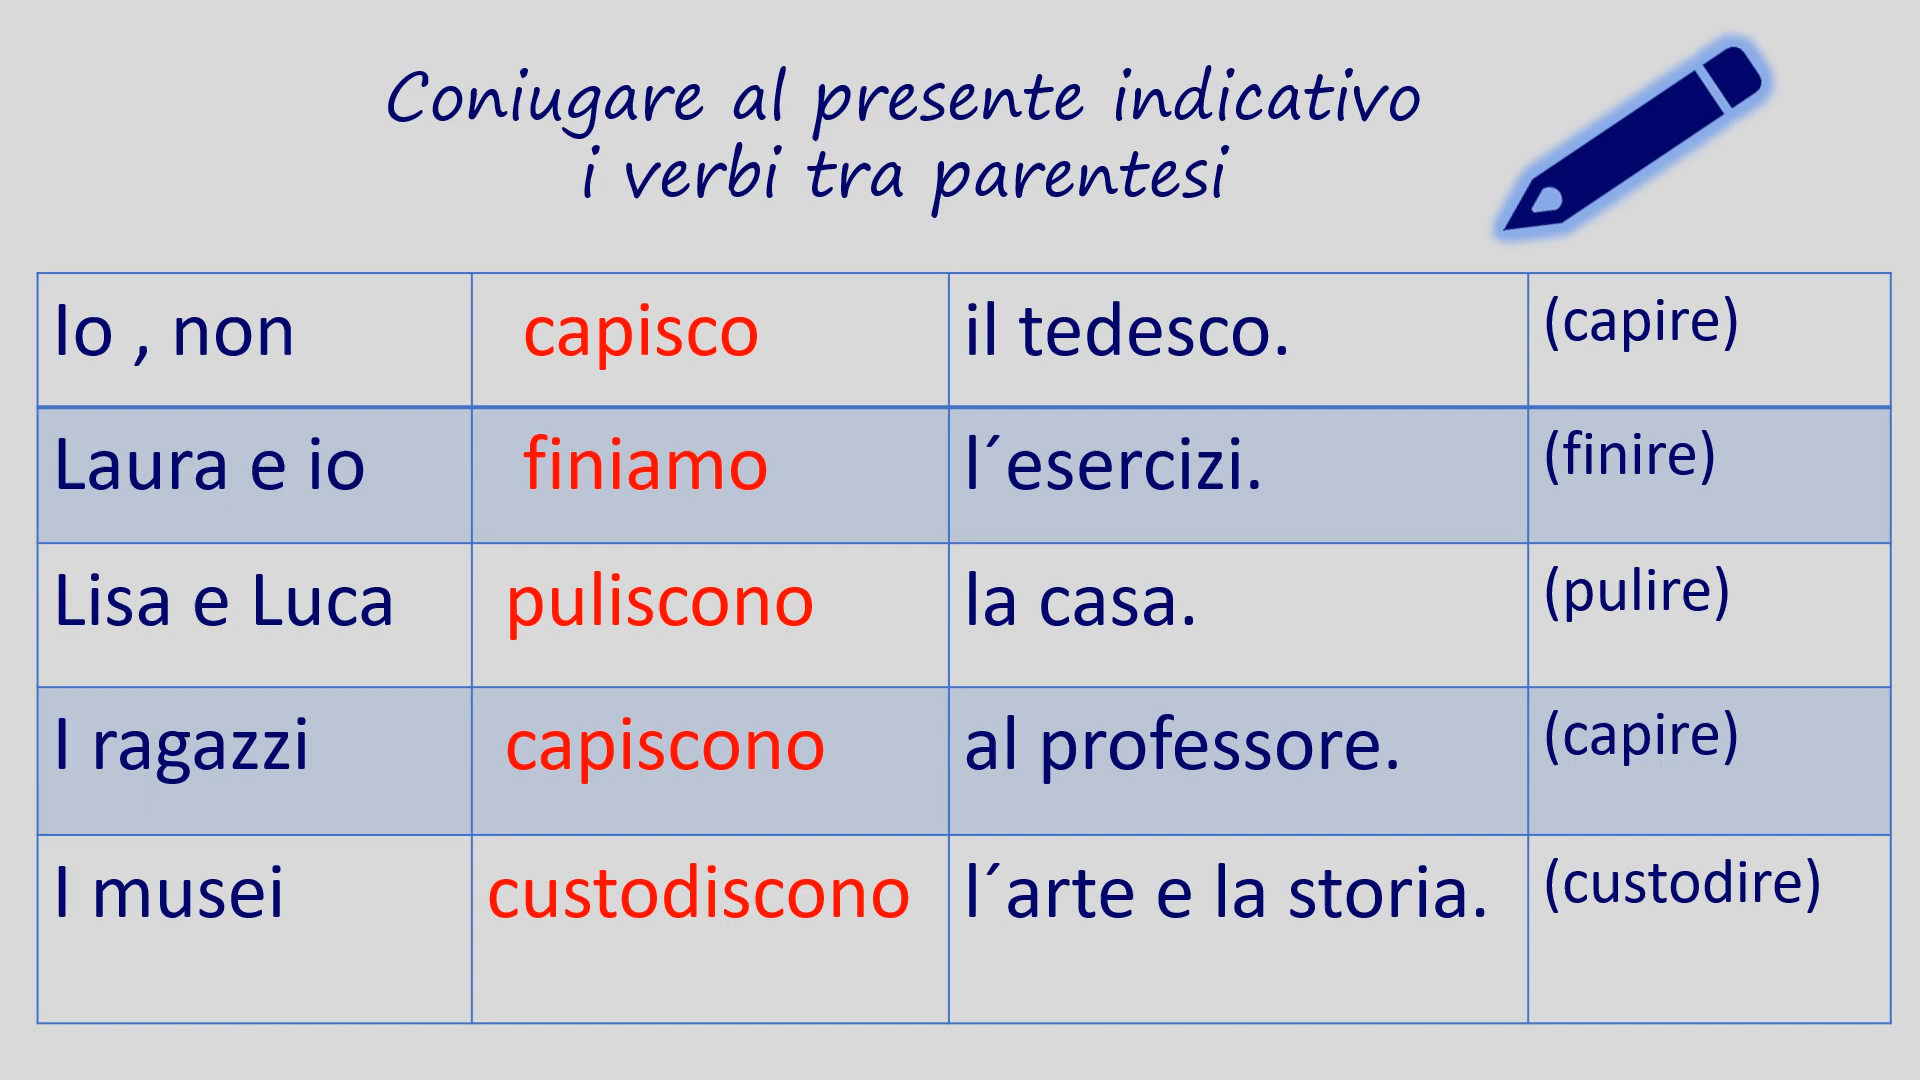 Coniugare al presente indicativo
i verbi tra parentesi
Io , non capisco il tedesco. (capire)
Laura e io finiamo l´esercizi. (finire)
Lisa e Luca puliscono la casa. (pulire)
I ragazzi capiscono al professore. (capire)
I musei custodiscono l´arte e la storia. (custodire)